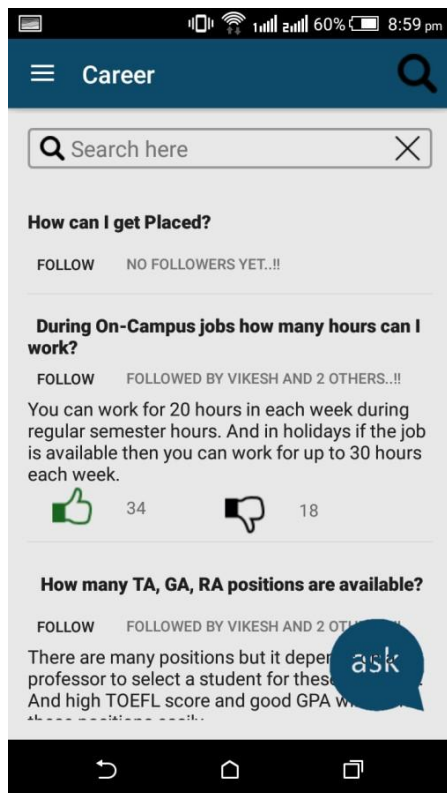 60% 8:59 pm
Career
Search here
How can I get Placed?
FOLLOW NO FOLLOWERS YET..!!
During On-Campus jobs how many hours can I
work?
FOLLOW FOLLOWED BY VIKESH AND 2 OTHERS..!!
You can work for 20 hours in each week during
regular semester hours. And in holidays if the job
is available then you can work for up to 30 hours
each week.
34 18
How many TA, GA, RA positions are available?
FOLLOW FOLLOWED BY VIKESH AND 2
There are many positions but it
ask
professor to select a student for
And high TOEFL score and good GPA
these positions easily